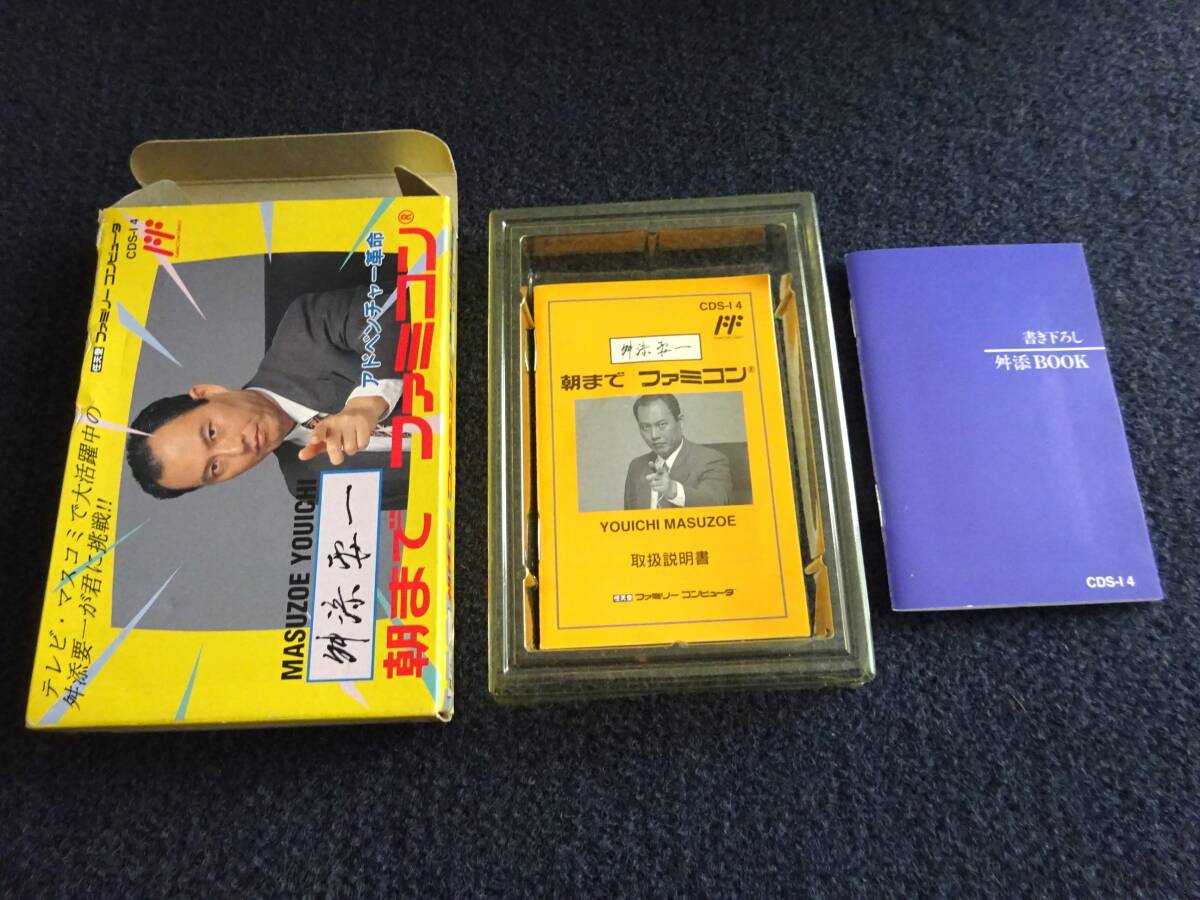 テレビ・マスコミで大活躍中の
舛添要一が君に挑戦!!
任天堂 ファミリー コンピュータ
CDS-I4
アドベンチャー革命
MASUZOE YOUICHI
舛添要一
朝まで ファミコン®
CDS-I4
舛添要一
朝まで ファミコン®
YOUICHI MASUZOE
取扱説明書
任天堂 ファミリー コンピュータ
書き下ろし
舛添BOOK
CDS-I4